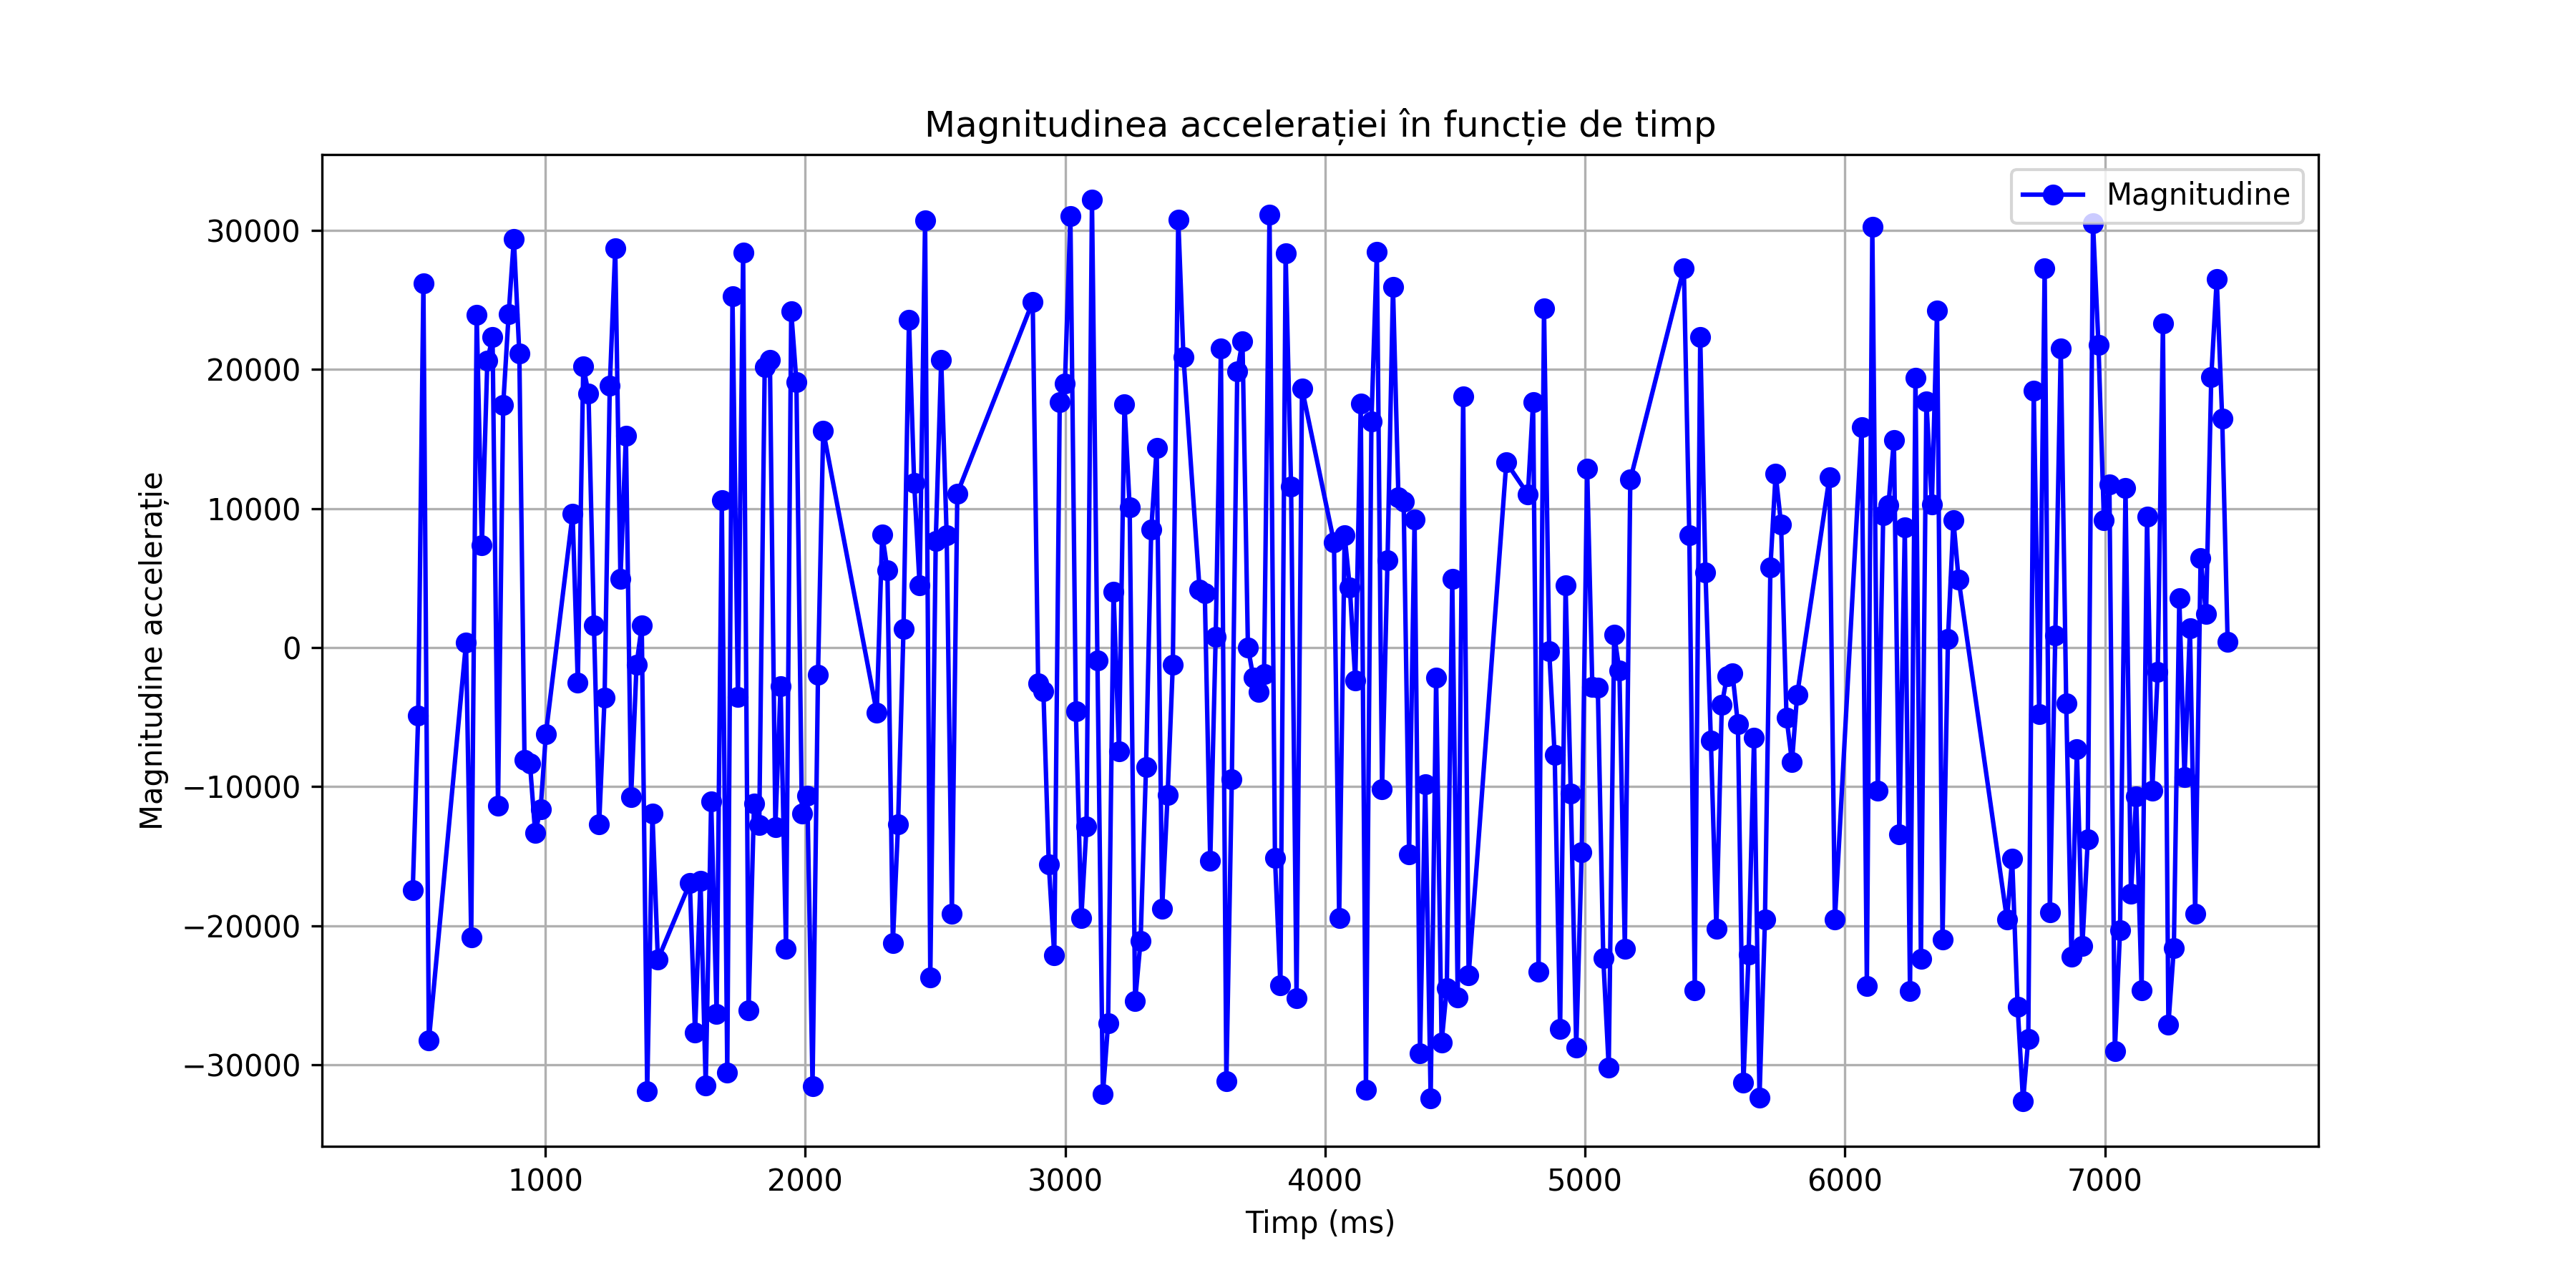 Magnitudinea accelerației în funcție de timp
Magnitudine
Magnitudine accelerație
30000
20000
10000
0
−10000
−20000
−30000
1000 2000 3000 4000 5000 6000 7000
Timp (ms)